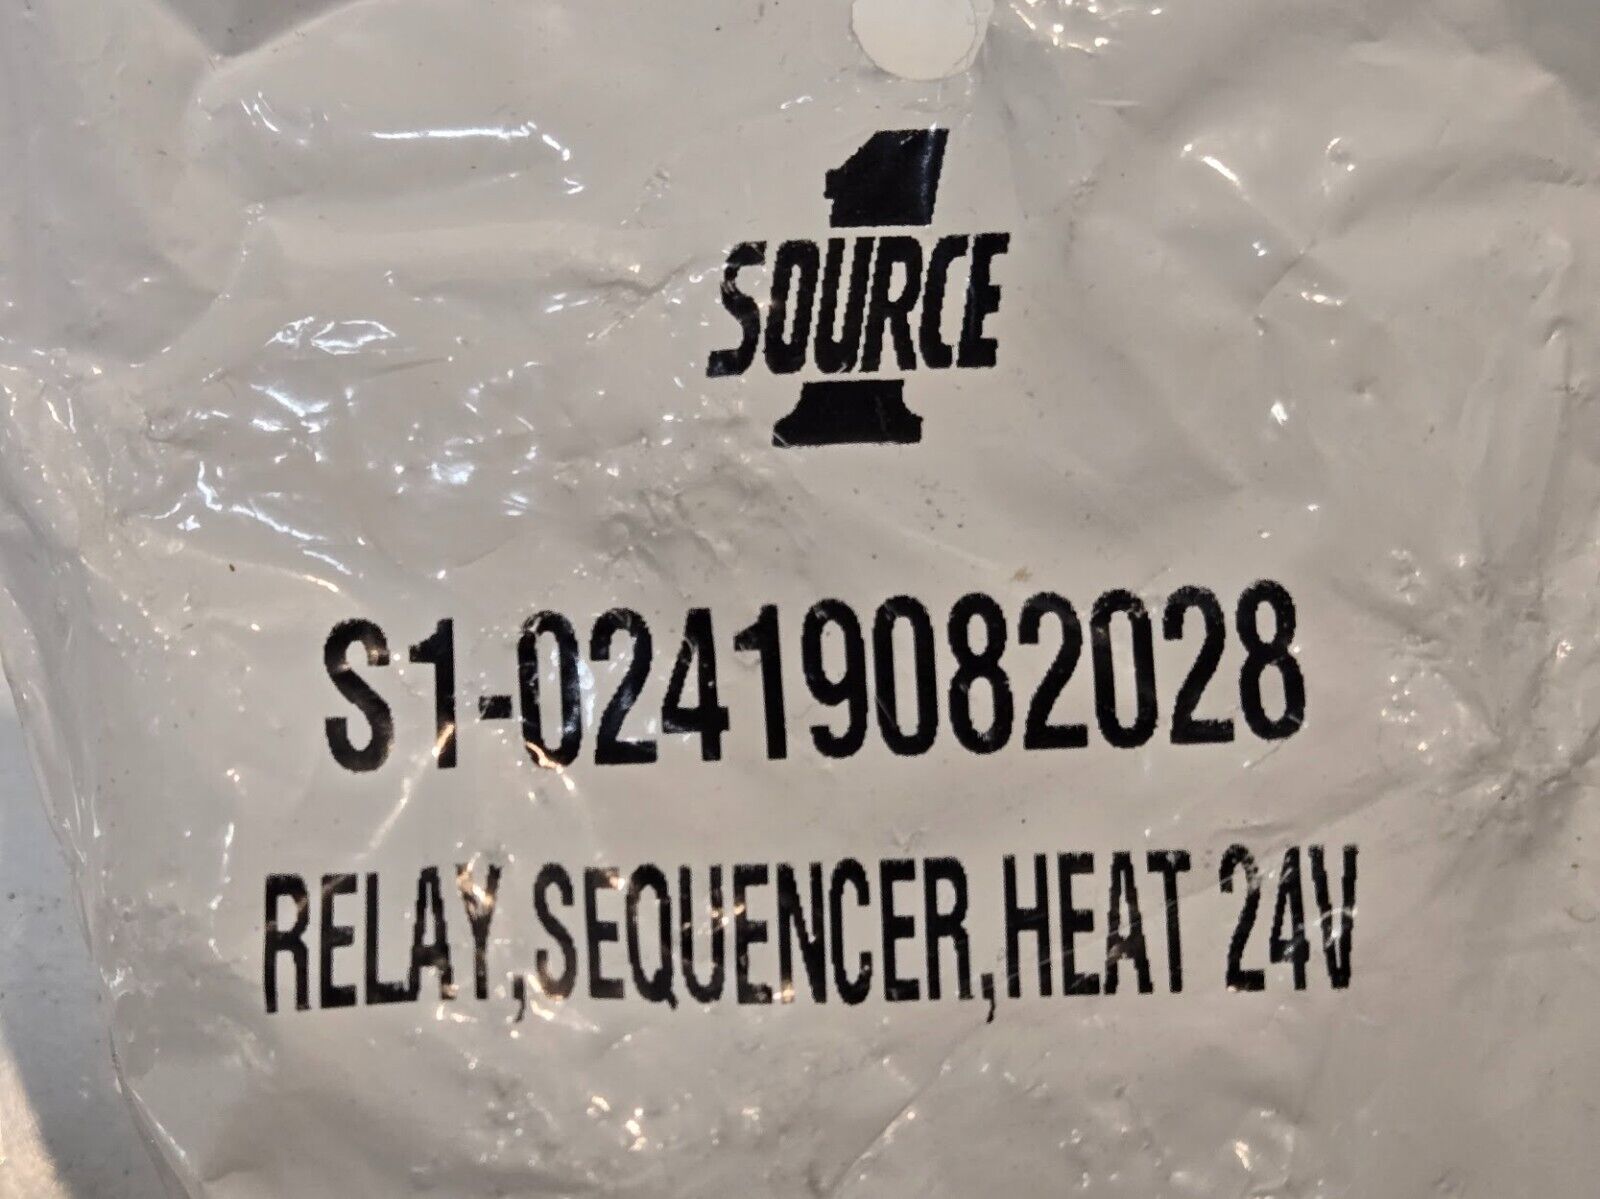 1
SOURCE
S1-02419082028
RELAY,SEQUENCER,HEAT 24V